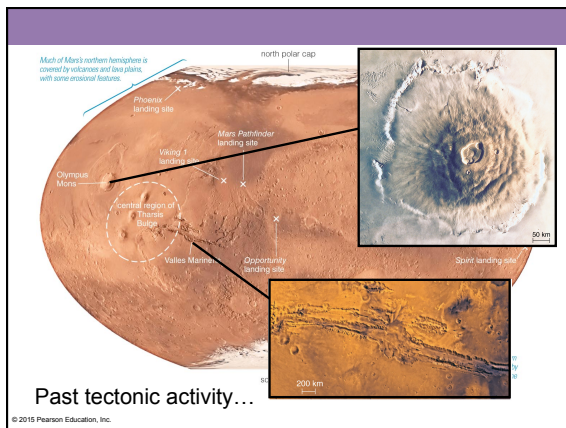 Much of Mars's northern hemisphere is
covered by volcanoes and lava plains,
with some erosional features.
north polar cap
Phoenix
landing site
Mars Pathfinder
landing site
Viking 1
landing site
Olympus
Mons
central region of
Tharsis
Bulge
Valles Marineris
Opportunity
landing site
Spirit landing site
50 km
200 km
by
Past tectonic activity…
© 2015 Pearson Education, Inc.